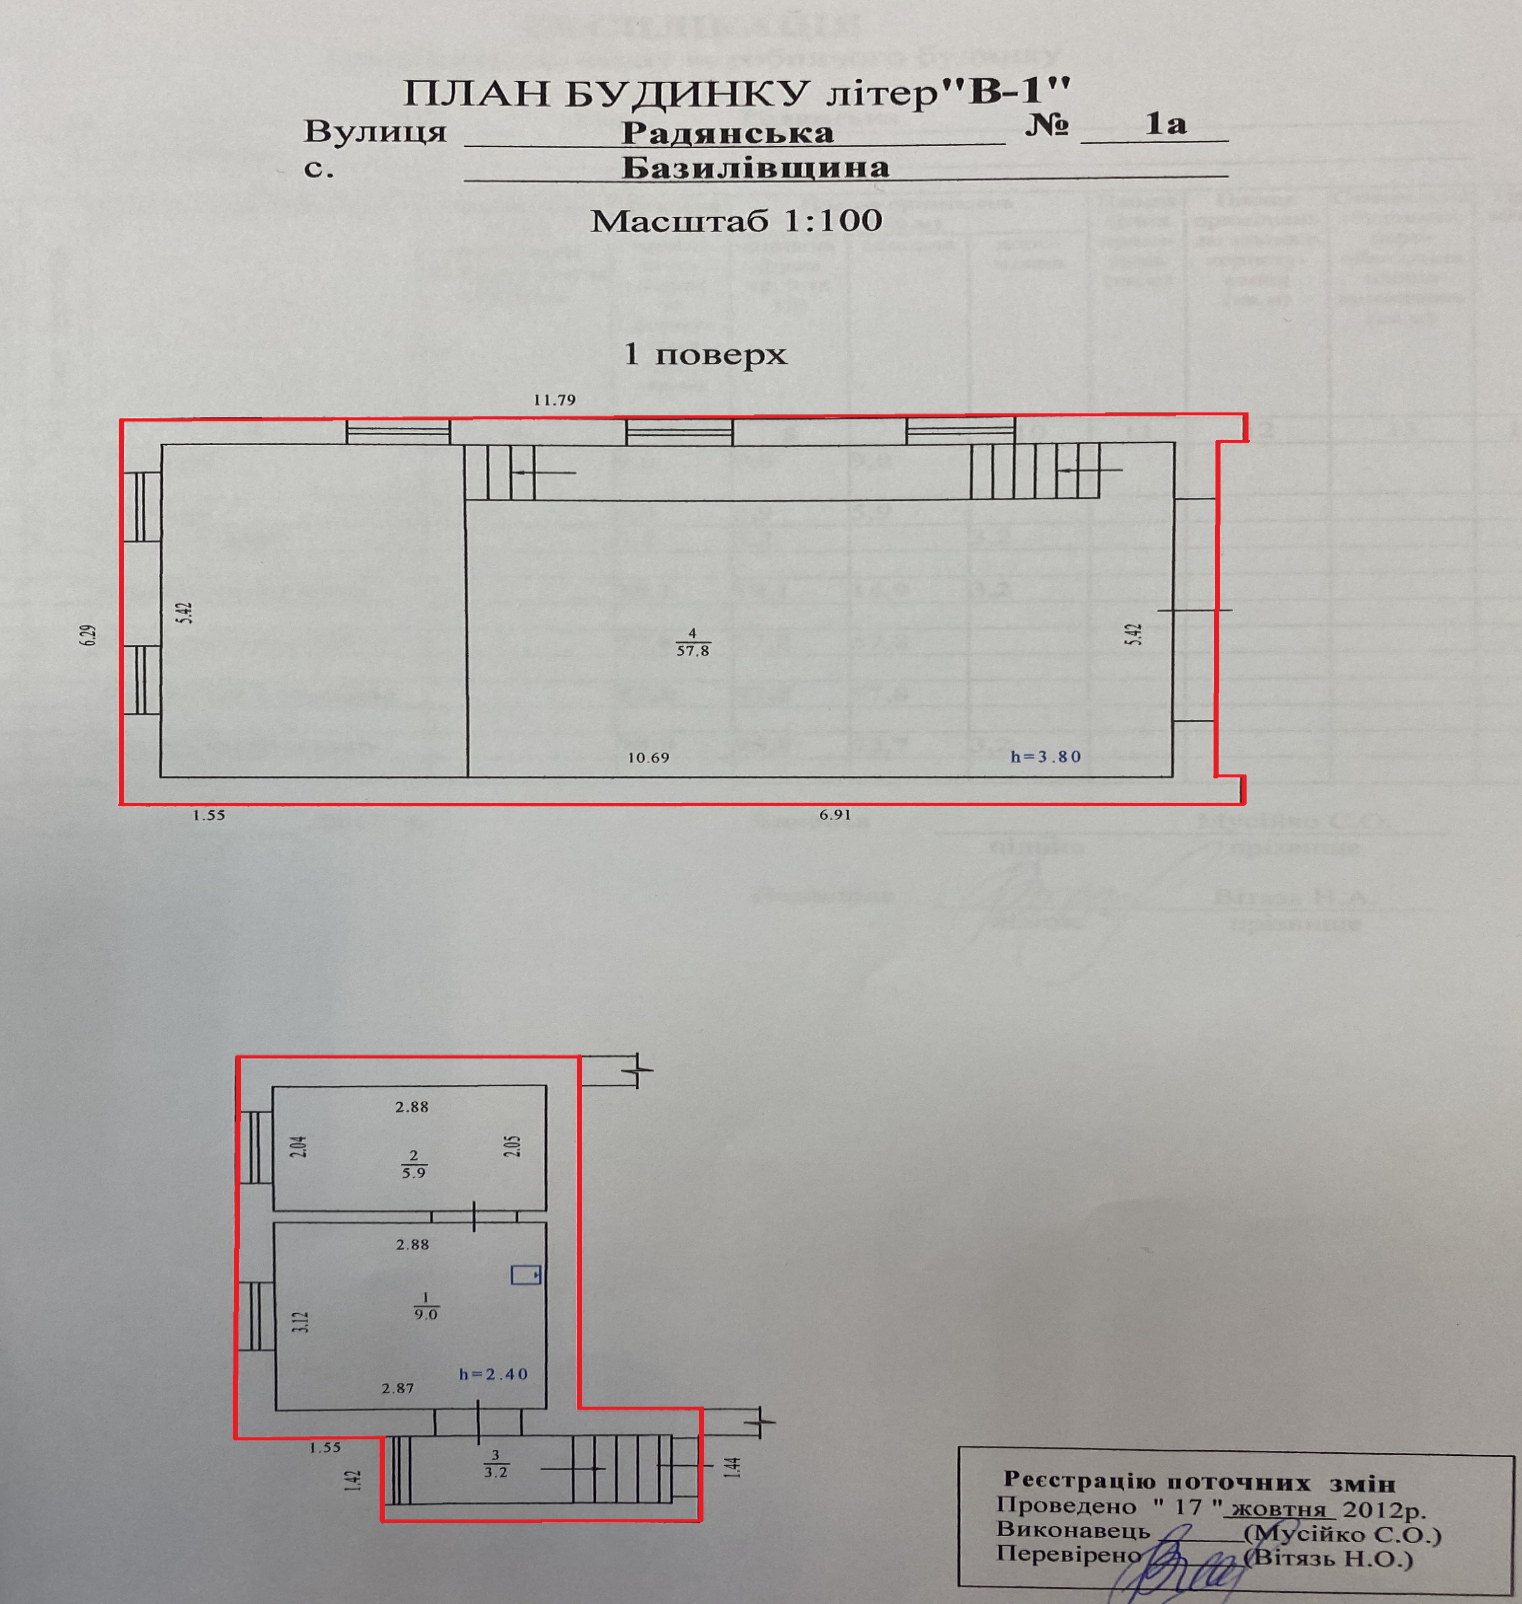 ПЛАН БУДИНКУ літер"В-1"
Вулиця Радянська № 1а
с. Базилівщина
Масштаб 1:100
1 поверх
11.79
6.29
5.42
4
57.8
5.42
10.69
h=3.80
1.55
6.91
2.88
2.04
2
5.9
2.05
2.88
1
9.0
3.12
h=2.40
2.87
1.55
1.42
3
3.2
1.44
Реєстрацію поточних змін
Проведено " 17 " жовтня 2012р.
Виконавець (Мусійко С.О.)
Перевірено (Вітязь Н.О.)